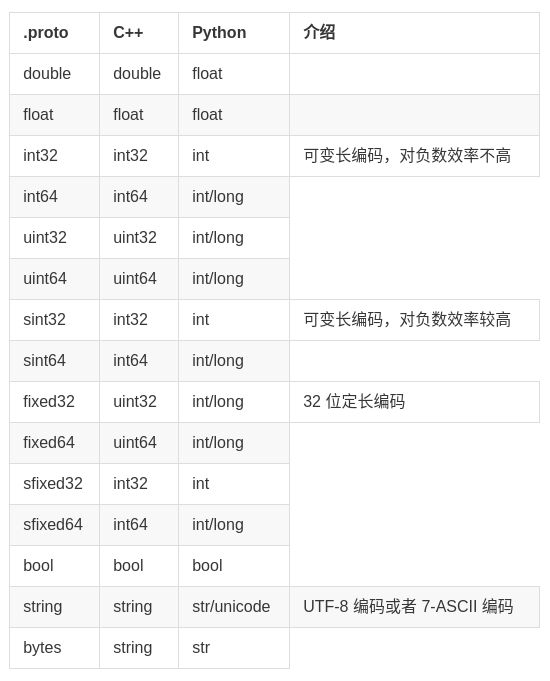 .proto C++ Python 介绍
double double float
float float float
int32 int32 int 可变长编码，对负数效率不高
int64 int64 int/long
uint32 uint32 int/long
uint64 uint64 int/long
sint32 int32 int 可变长编码，对负数效率较高
sint64 int64 int/long
fixed32 uint32 int/long 32 位定长编码
fixed64 uint64 int/long
sfixed32 int32 int
sfixed64 int64 int/long
bool bool bool
string string str/unicode UTF-8 编码或者 7-ASCII 编码
bytes string str